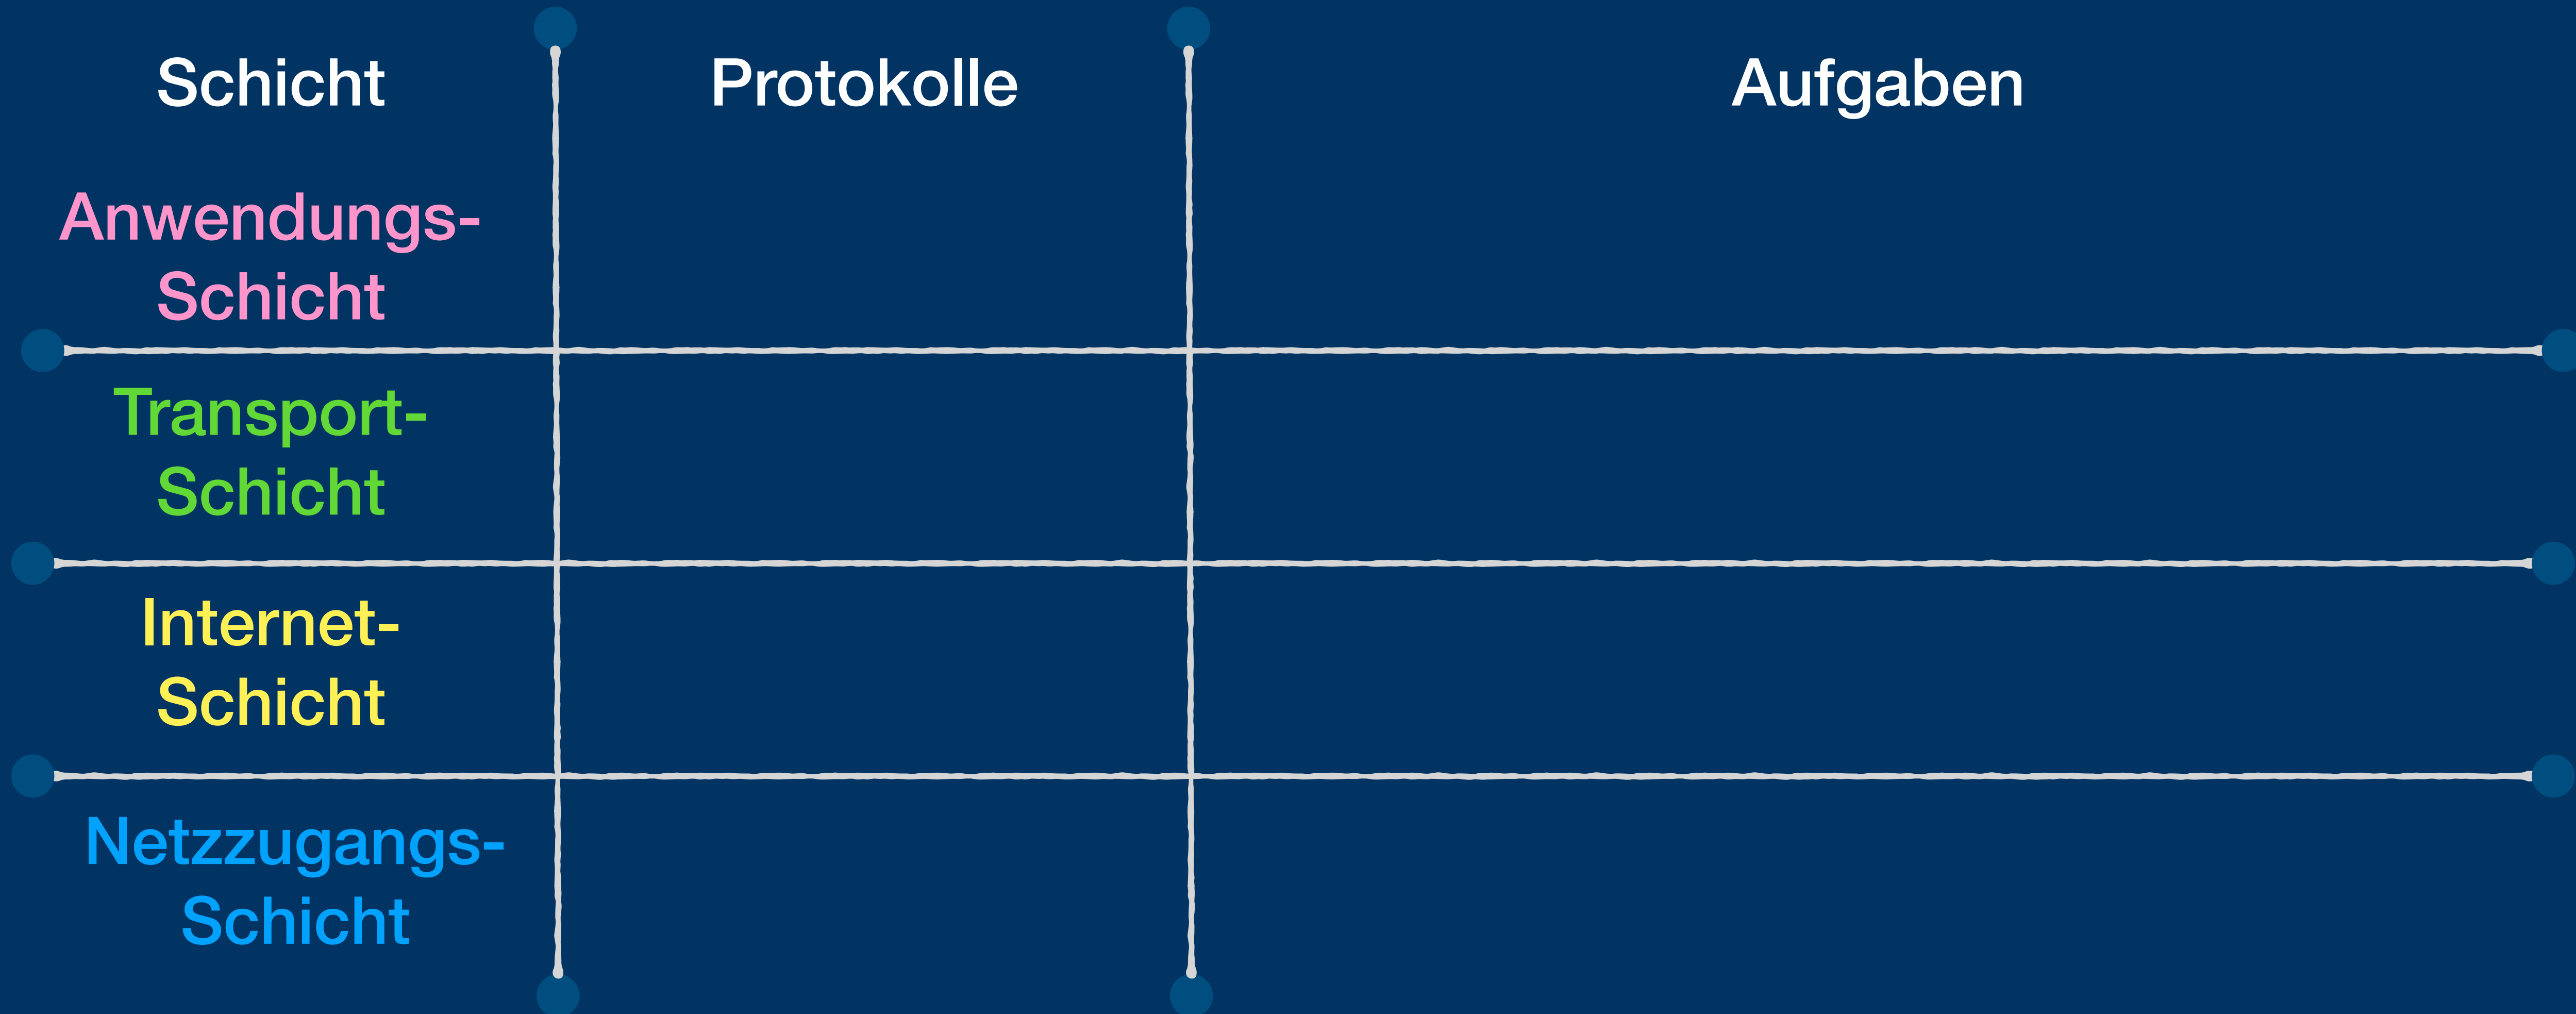 Schicht Protokolle Aufgaben
Anwendungs-
Schicht
Transport-
Schicht
Internet-
Schicht
Netzzugangs-
Schicht